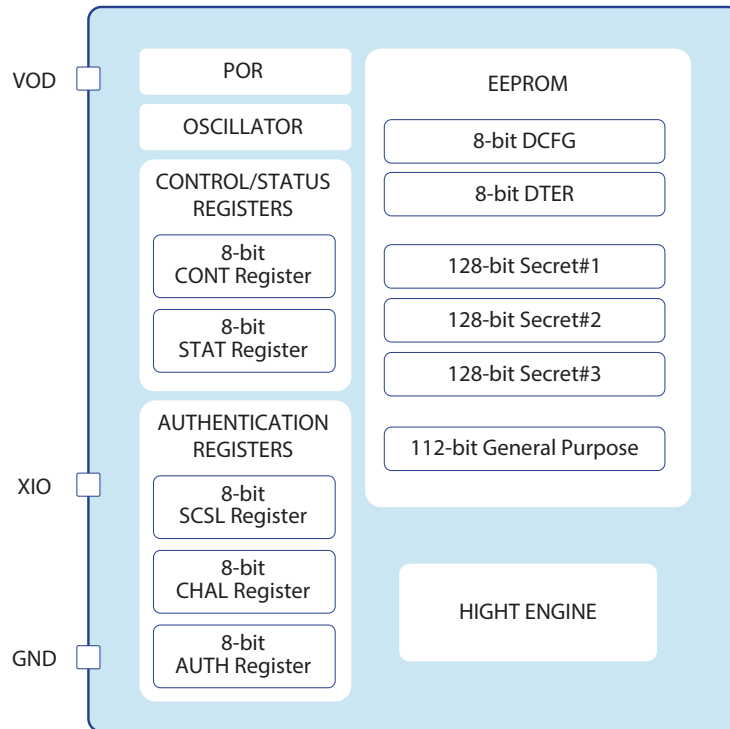 VOD
XIO
GND
POR
OSCILLATOR
CONTROL/STATUS
REGISTERS
8-bit
CONT Register
8-bit
STAT Register
AUTHENTICATION
REGISTERS
8-bit
SCSL Register
8-bit
CHAL Register
8-bit
AUTH Register
EEPROM
8-bit DCFG
8-bit DTER
128-bit Secret#1
128-bit Secret#2
128-bit Secret#3
112-bit General Purpose
HIGHT ENGINE